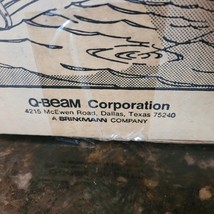 Q-BEAM Corporation
4215 McEwen Road, Dallas, Texas 75240
A BRINKMANN COMPANY